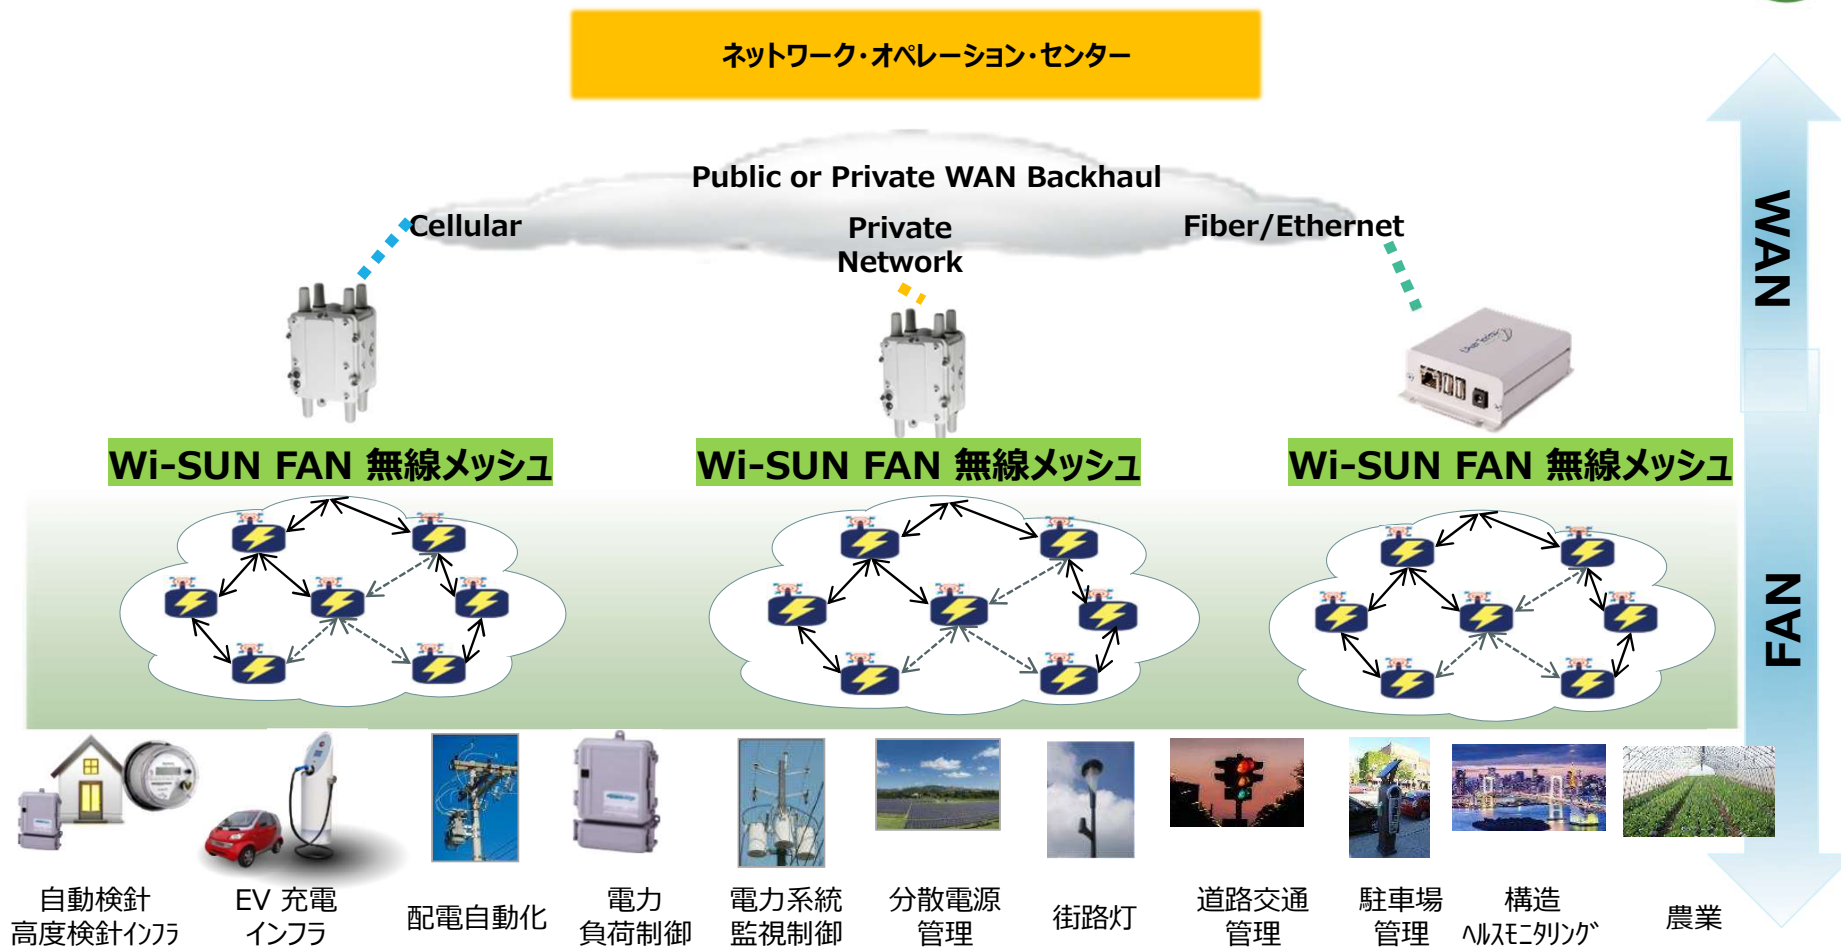 ネットワーク・オペレーション・センター
Public or Private WAN Backhaul
Cellular
Private
Network
Fiber/Ethernet
WAN
Wi-SUN FAN 無線メッシュ
Wi-SUN FAN 無線メッシュ
Wi-SUN FAN 無線メッシュ
FAN
自動検針
高度検針ｲﾝﾌﾗ
EV 充電
インフラ
配電自動化
電力
負荷制御
電力系統
監視制御
分散電源
管理
街路灯
道路交通
管理
駐車場
管理
構造
ﾍﾙｽﾓﾆﾀﾘﾝｸﾞ
農業